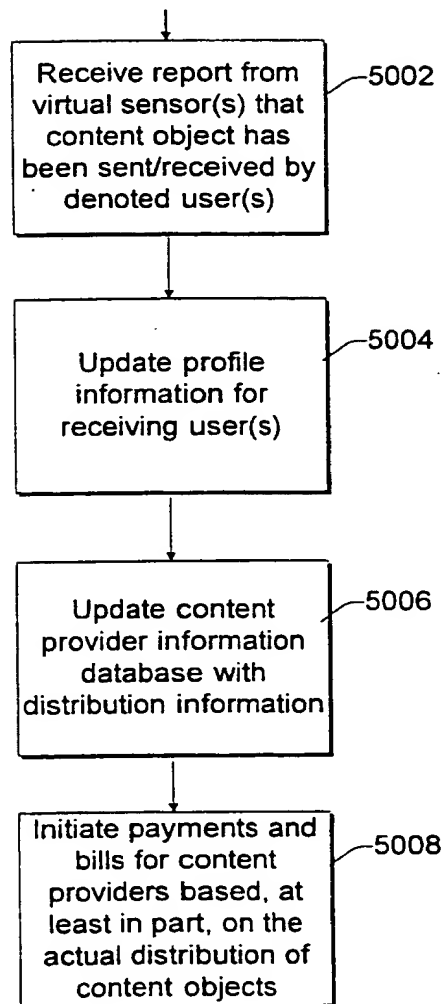 Receive report from
virtual sensor(s) that
content object has
been sent/received by
denoted user(s)
5002
Update profile
information for
receiving user(s)
5004
Update content
provider information
database with
distribution information
5006
Initiate payments and
bills for content
providers based, at
least in part, on the
actual distribution of
content objects
5008